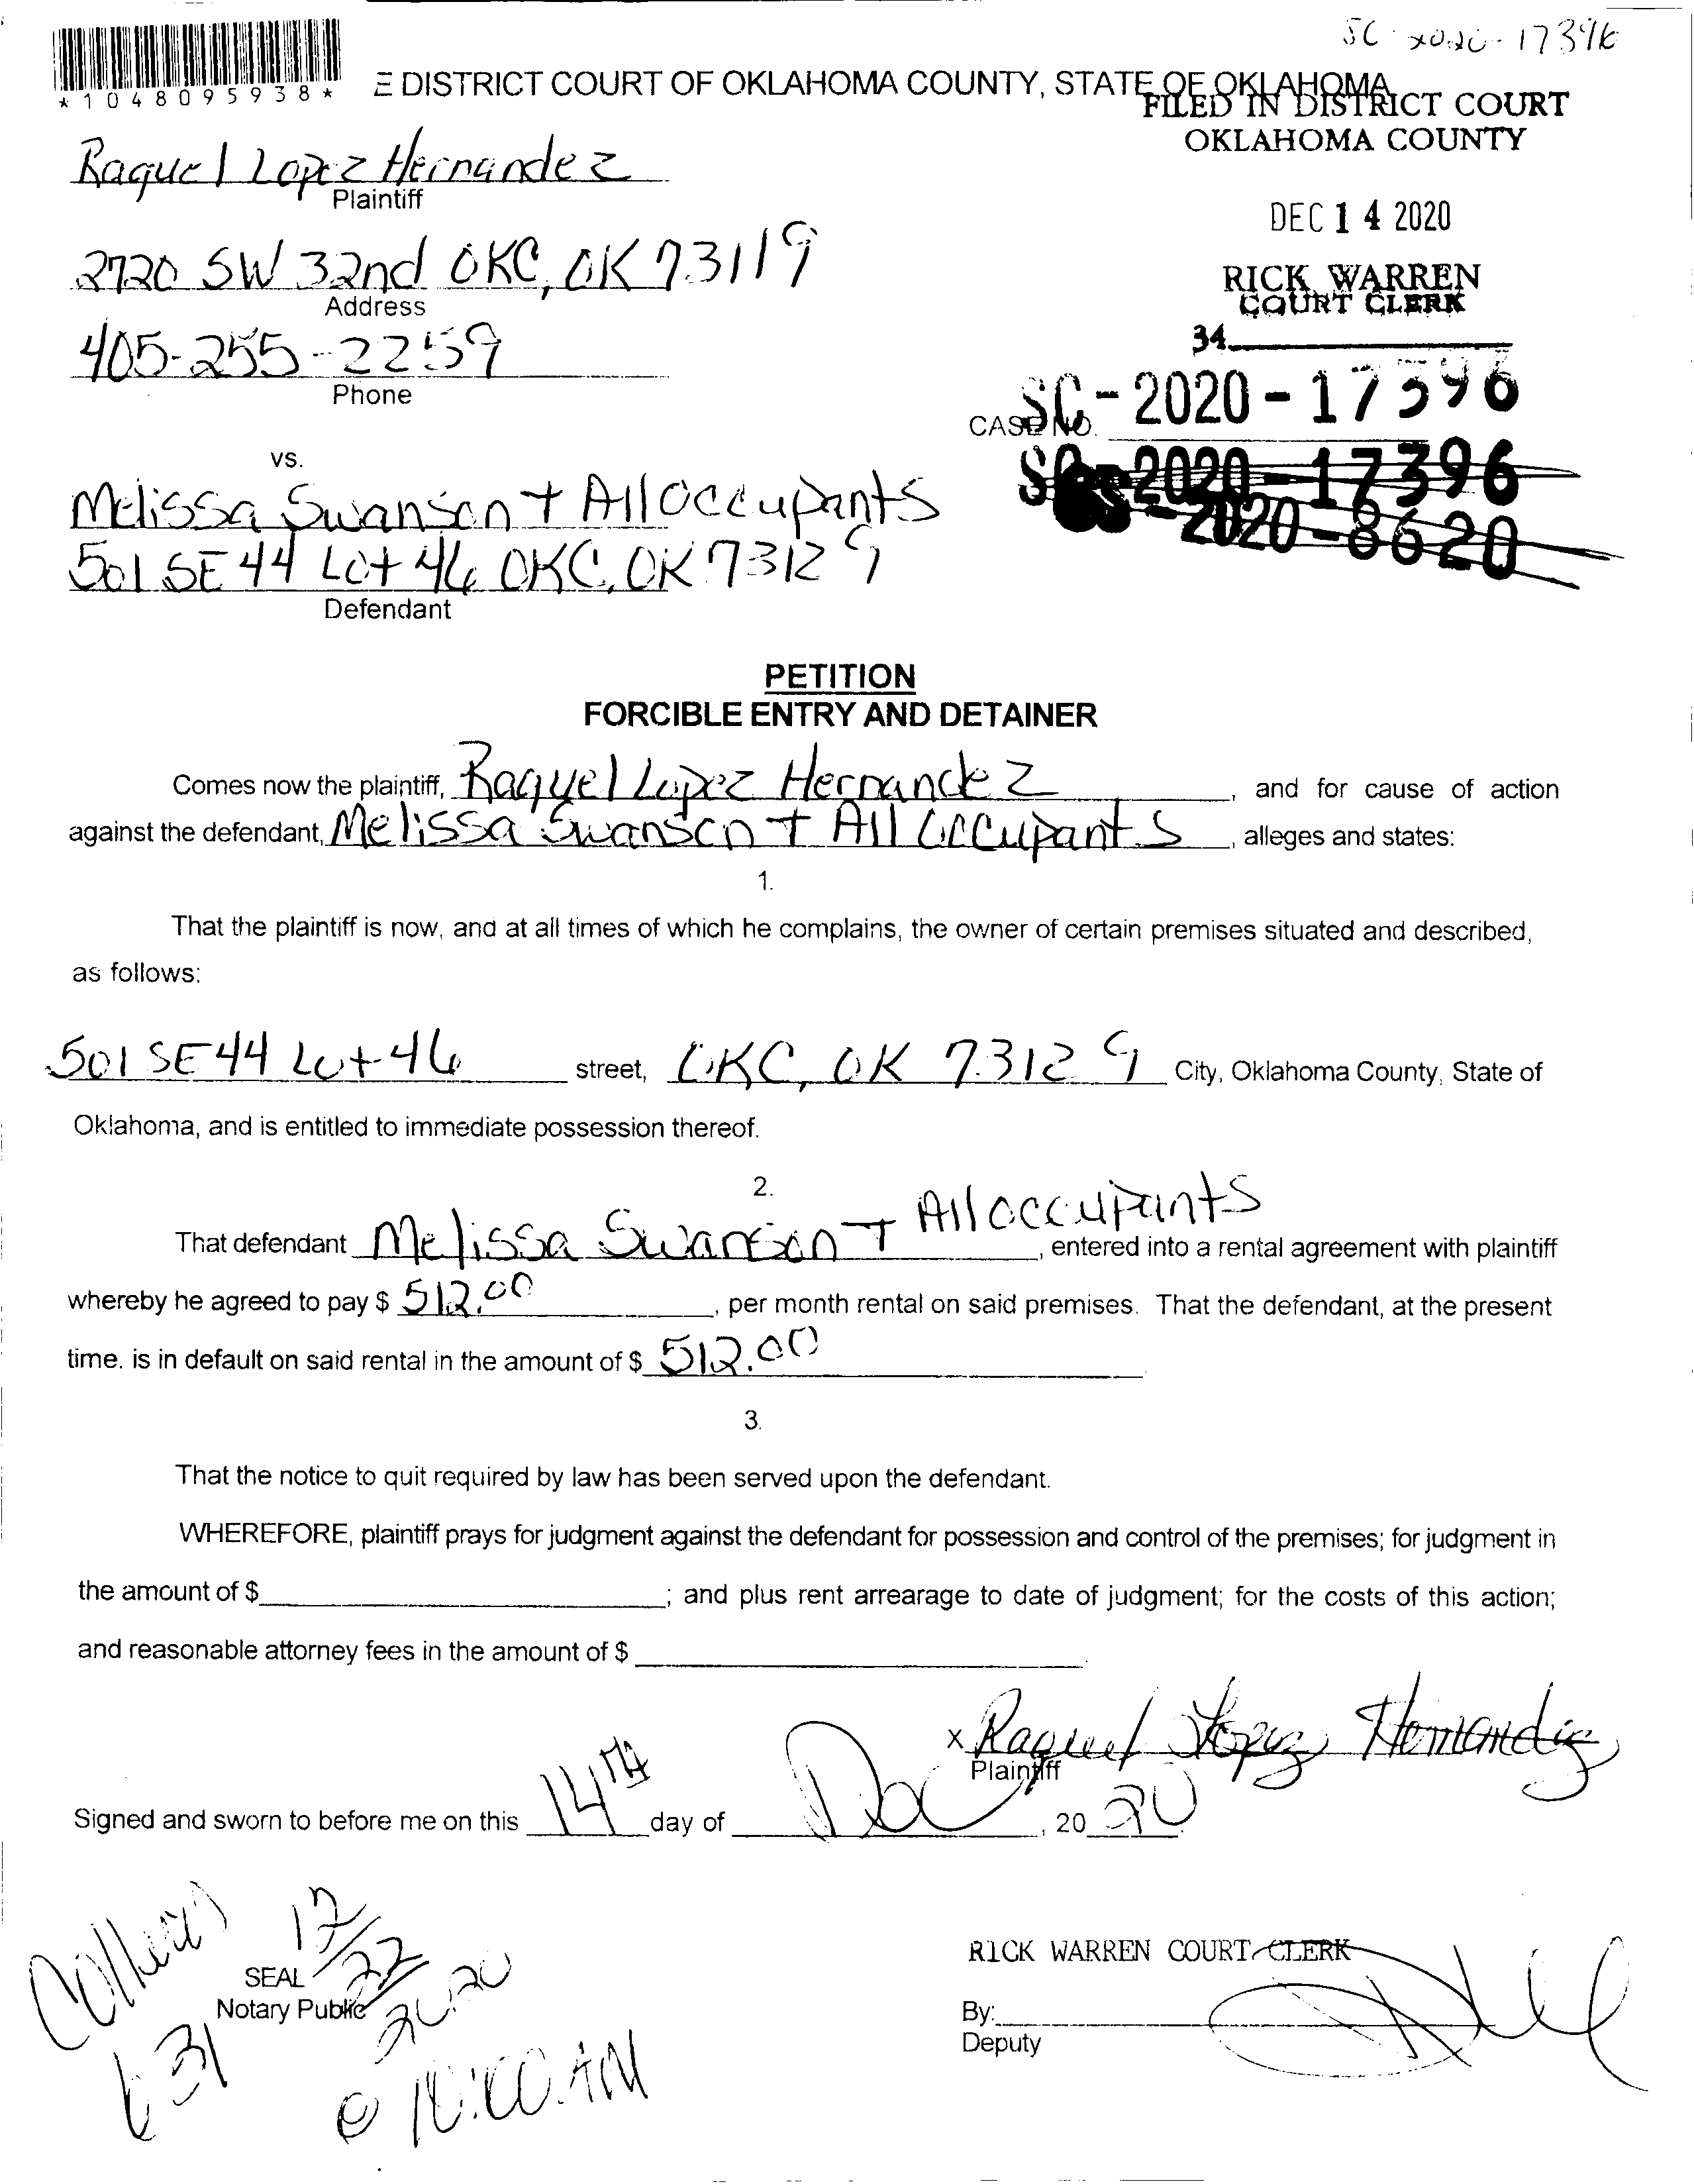 SC-2020-17396
*1048095938*
E DISTRICT COURT OF OKLAHOMA COUNTY, STATE OF OKLAHOMA
FILED IN DISTRICT COURT
OKLAHOMA COUNTY
Raquel Lopez Hernandez
Plaintiff
DEC 14 2020
2720 SW 32nd OKC, OK 73119
Address
RICK WARREN
COURT CLERK
405-255-2259
Phone
34
SC-2020-17396
CASE NO.
vs.
SC-2020-17396
Melissa Swanson + All Occupants
-2020-8620
501 SE 44 Lot 46 OKC, OK 73129
Defendant
PETITION
FORCIBLE ENTRY AND DETAINER
Comes now the plaintiff, Raquel Lopez Hernandez, and for cause of action
against the defendant, Melissa Swanson + All Occupants, alleges and states:
1.
That the plaintiff is now, and at all times of which he complains, the owner of certain premises situated and described,
as follows:
501 SE 44 Lot 46 street, OKC, OK 73129 City, Oklahoma County, State of
Oklahoma, and is entitled to immediate possession thereof.
2.
That defendant Melissa Swanson + All Occupants, entered into a rental agreement with plaintiff
whereby he agreed to pay $ 512.00, per month rental on said premises. That the defendant, at the present
time, is in default on said rental in the amount of $ 512.00
3.
That the notice to quit required by law has been served upon the defendant.
WHEREFORE, plaintiff prays for judgment against the defendant for possession and control of the premises; for judgment in
the amount of $ ; and plus rent arrearage to date of judgment; for the costs of this action;
and reasonable attorney fees in the amount of $
x Raquel Lopez Hernandez
Plaintiff
Signed and sworn to before me on this 14TH day of Dec, 20 20
Collins
631
12/22
2020
@ 10:00 AM
SEAL
Notary Public
RICK WARREN COURT CLERK
By:
Deputy